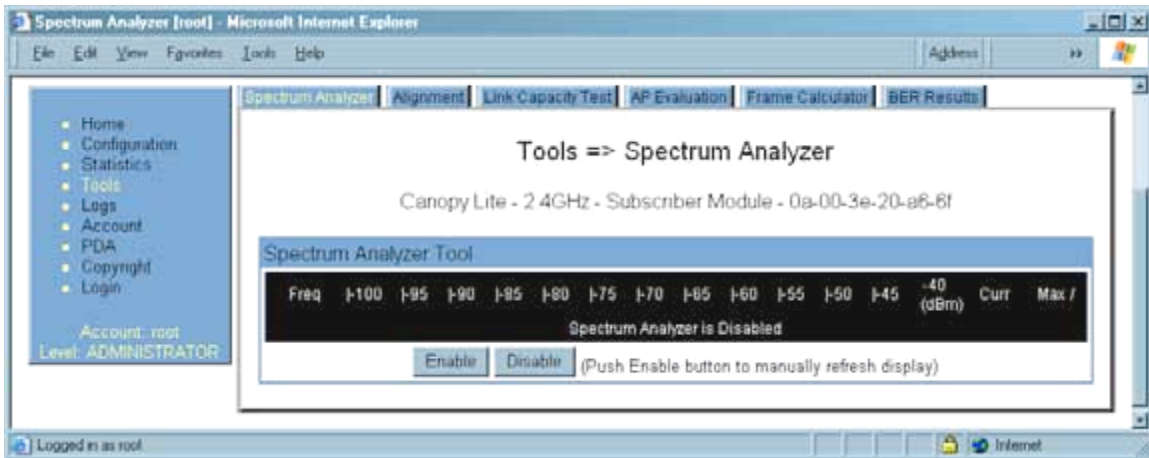 Spectrum Analyzer [root] - Microsoft Internet Explorer
File Edit View Favorites Tools Help Address »
Spectrum Analyzer Alignment Link Capacity Test AP Evaluation Frame Calculator BER Results
Home
Configuration
Statistics
Tools
Logs
Account
PDA
Copyright
Login
Account: root
Level: ADMINISTRATOR
Tools => Spectrum Analyzer
Canopy Lite - 2.4GHz - Subscriber Module - 0a-00-3e-20-a6-6f
Spectrum Analyzer Tool
Freq |-100 |-95 |-90 |-85 |-80 |-75 |-70 |-65 |-60 |-55 |-50 |-45 -40 (dBm) Curr Max /
Spectrum Analyzer is Disabled
Enable Disable (Push Enable button to manually refresh display)
Logged in as root Internet